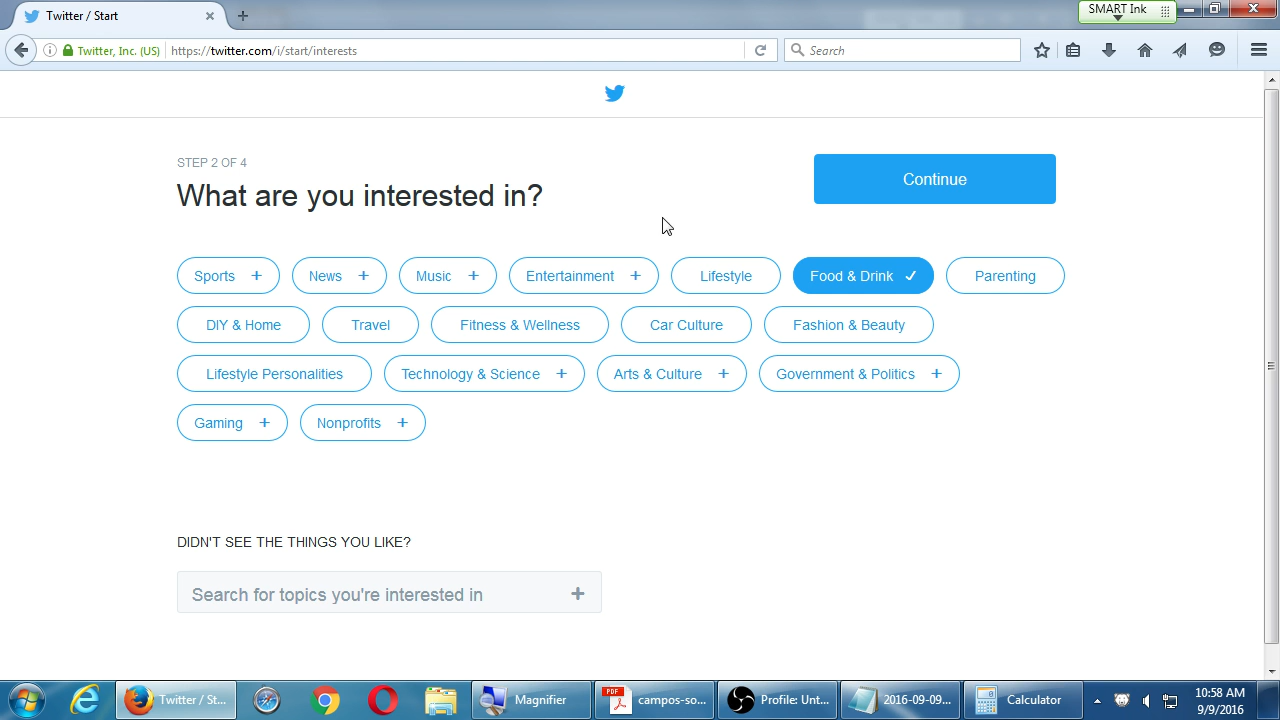 Twitter / Start
SMART Ink
Twitter, Inc. (US)
https://twitter.com/i/start/interests
Search
STEP 2 OF 4
What are you interested in?
Continue
Sports +
News +
Music +
Entertainment +
Lifestyle
Food & Drink ✓
Parenting
DIY & Home
Travel
Fitness & Wellness
Car Culture
Fashion & Beauty
Lifestyle Personalities
Technology & Science +
Arts & Culture +
Government & Politics +
Gaming +
Nonprofits +
DIDN'T SEE THE THINGS YOU LIKE?
Search for topics you're interested in +
Twitter / St...
Magnifier
PDF
campos-so...
Profile: Unt...
2016-09-09...
Calculator
10:58 AM
9/9/2016